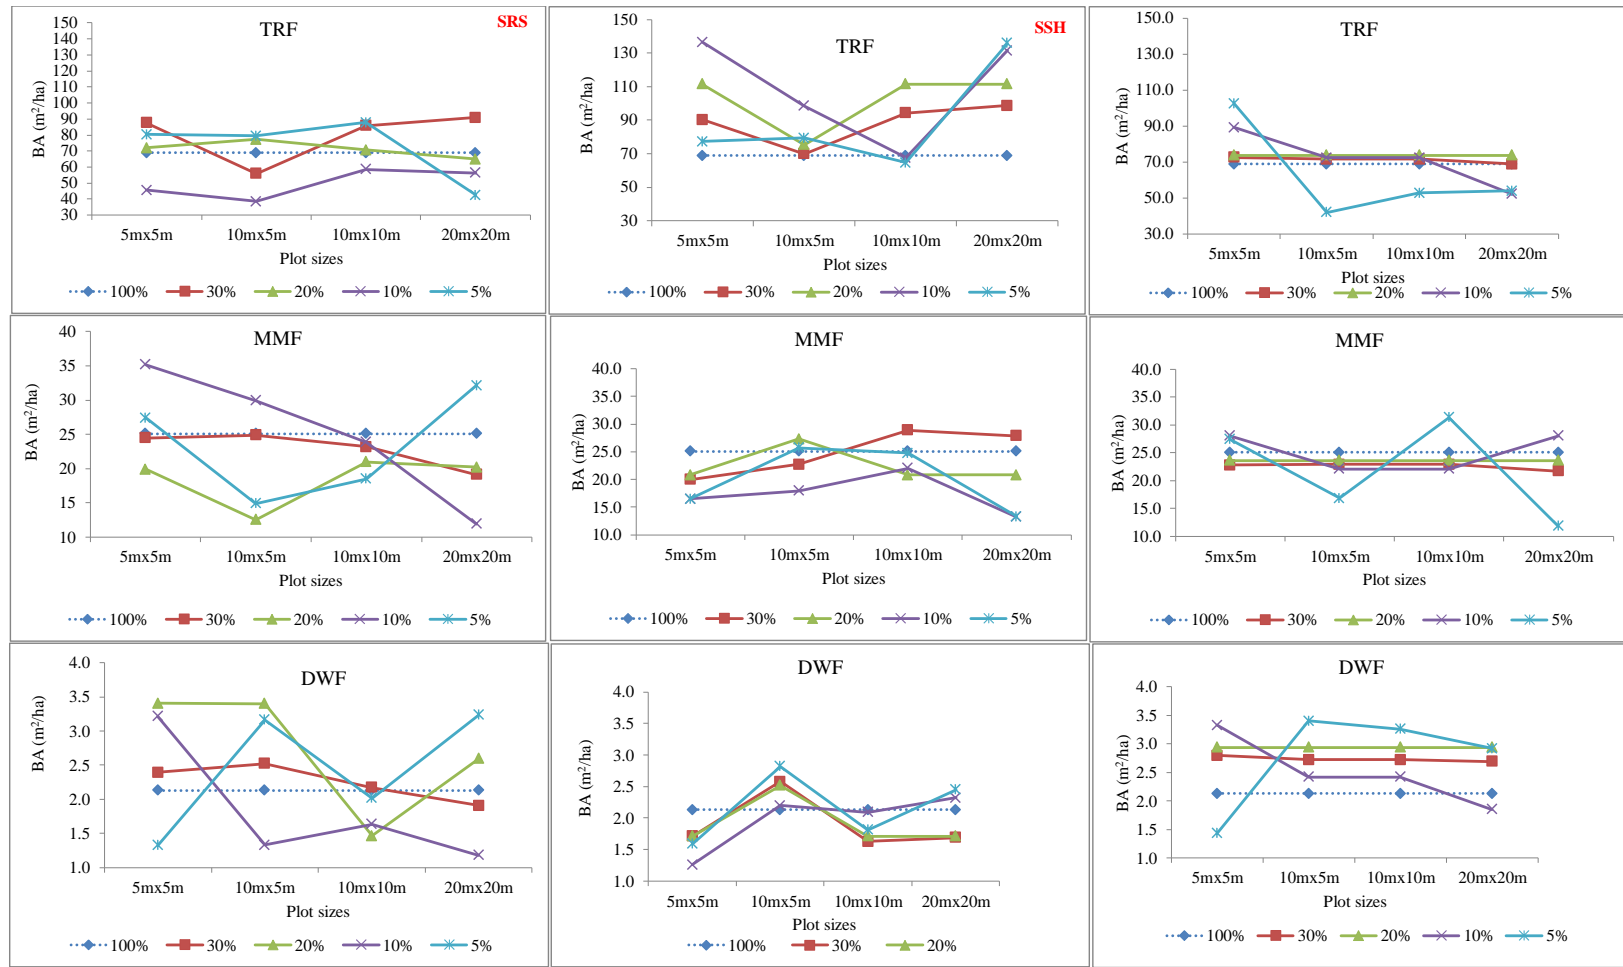 TRF
SRS
BA (m²/ha)
150
140
130
120
110
100
90
80
70
60
50
40
30
5mx5m 10mx5m 10mx10m 20mx20m
Plot sizes
100% 30% 20% 10% 5%
TRF
SSH
BA (m²/ha)
150
130
110
90
70
50
30
5mx5m 10mx5m 10mx10m 20mx20m
Plot sizes
100% 30% 20% 10% 5%
TRF
BA (m²/ha)
150.0
130.0
110.0
90.0
70.0
50.0
30.0
5mx5m 10mx5m 10mx10m 20mx20m
Plot sizes
100% 30% 20% 10% 5%
MMF
BA (m²/ha)
40
35
30
25
20
15
10
5mx5m 10mx5m 10mx10m 20mx20m
Plot sizes
100% 30% 20% 10% 5%
MMF
BA (m²/ha)
40.0
35.0
30.0
25.0
20.0
15.0
10.0
5mx5m 10mx5m 10mx10m 20mx20m
Plot sizes
100% 30% 20% 10% 5%
MMF
BA (m²/ha)
40.0
35.0
30.0
25.0
20.0
15.0
10.0
5mx5m 10mx5m 10mx10m 20mx20m
Plot sizes
100% 30% 20% 10% 5%
DWF
BA (m²/ha)
4.0
3.5
3.0
2.5
2.0
1.5
1.0
5mx5m 10mx5m 10mx10m 20mx20m
Plot sizes
100% 30% 20% 10% 5%
DWF
BA (m²/ha)
4.0
3.5
3.0
2.5
2.0
1.5
1.0
5mx5m 10mx5m 10mx10m 20mx20m
Plot sizes
100% 30% 20%
DWF
BA (m²/ha)
4.0
3.5
3.0
2.5
2.0
1.5
1.0
5mx5m 10mx5m 10mx10m 20mx20m
Plot sizes
100% 30% 20% 10% 5%